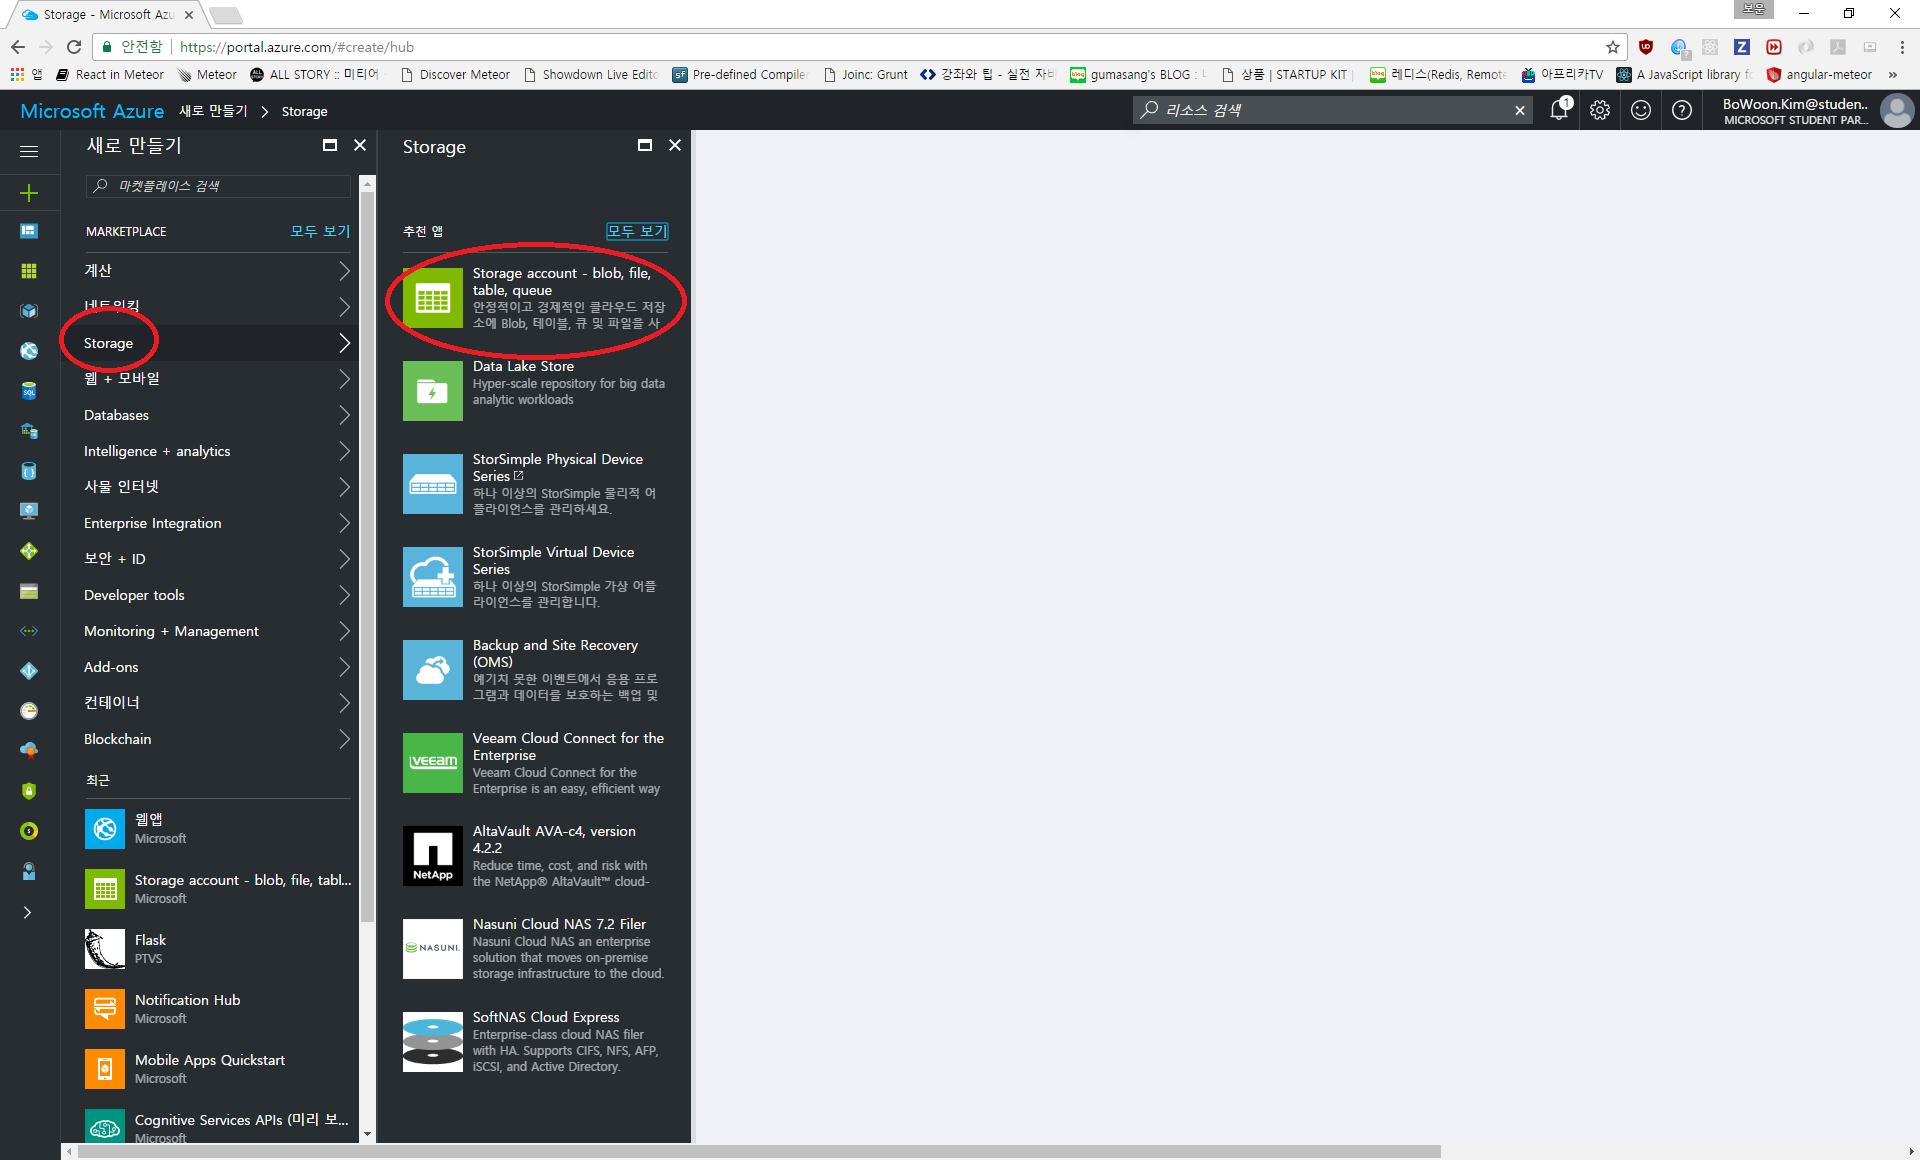 Storage - Microsoft Azu
보운
안전함
https://portal.azure.com/#create/hub
앱
React in Meteor
Meteor
ALL STORY :: 미티어
Discover Meteor
Showdown Live Edito
Pre-defined Compiler
Joinc: Grunt
강좌와 팁 - 실전 자바
gumasang's BLOG :
상품 | STARTUP KIT |
레디스(Redis, Remote
아프리카TV
A JavaScript library fo
angular-meteor
Microsoft Azure
새로 만들기
Storage
리소스 검색
1
BoWoon.Kim@studen..
MICROSOFT STUDENT PAR...
새로 만들기
마켓플레이스 검색
MARKETPLACE
모두 보기
계산
네트워킹
Storage
웹 + 모바일
Databases
Intelligence + analytics
사물 인터넷
Enterprise Integration
보안 + ID
Developer tools
Monitoring + Management
Add-ons
컨테이너
Blockchain
최근
웹앱
Microsoft
Storage account - blob, file, tabl...
Microsoft
Flask
PTVS
Notification Hub
Microsoft
Mobile Apps Quickstart
Microsoft
Cognitive Services APIs (미리 보...
Microsoft
Storage
추천 앱
모두 보기
Storage account - blob, file,
table, queue
안정적이고 경제적인 클라우드 저장
소에 Blob, 테이블, 큐 및 파일을 사
Data Lake Store
Hyper-scale repository for big data
analytic workloads
StorSimple Physical Device
Series
하나 이상의 StorSimple 물리적 어
플라이언스를 관리하세요.
StorSimple Virtual Device
Series
하나 이상의 StorSimple 가상 어플
라이언스를 관리합니다.
Backup and Site Recovery
(OMS)
예기치 못한 이벤트에서 응용 프로
그램과 데이터를 보호하는 백업 및
veeam
Veeam Cloud Connect for the
Enterprise
Veeam Cloud Connect for the
Enterprise is an easy, efficient way
NetApp
AltaVault AVA-c4, version
4.2.2
Reduce time, cost, and risk with
the NetApp® AltaVault™ cloud-
NASUNI
Nasuni Cloud NAS 7.2 Filer
Nasuni Cloud NAS an enterprise
solution that moves on-premise
storage infrastructure to the cloud.
SoftNAS Cloud Express
Enterprise-class cloud NAS filer
with HA. Supports CIFS, NFS, AFP,
iSCSI, and Active Directory.